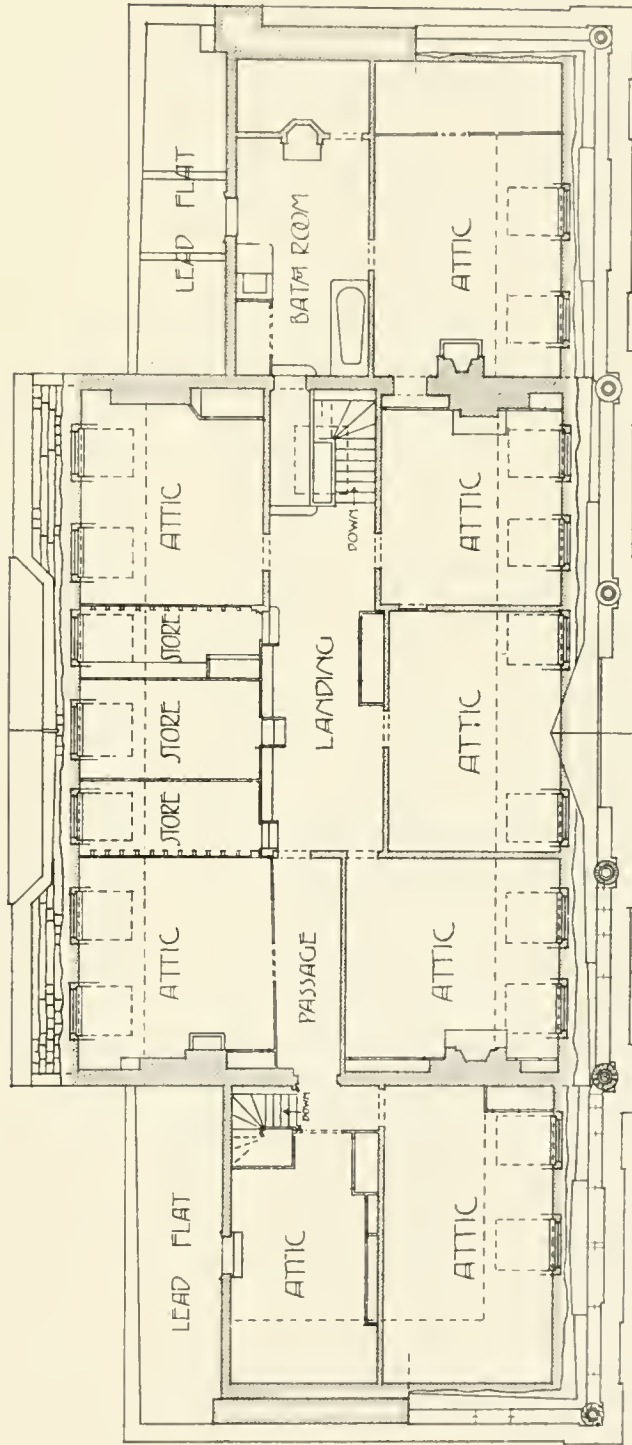 LEAD FLAT
ATTIC
STORE
STORE
STORE
ATTIC
LEAD FLAT
ATTIC
DOWN
PASSAGE
LANDING
DOWN
BATH ROOM
ATTIC
ATTIC
ATTIC
ATTIC
ATTIC